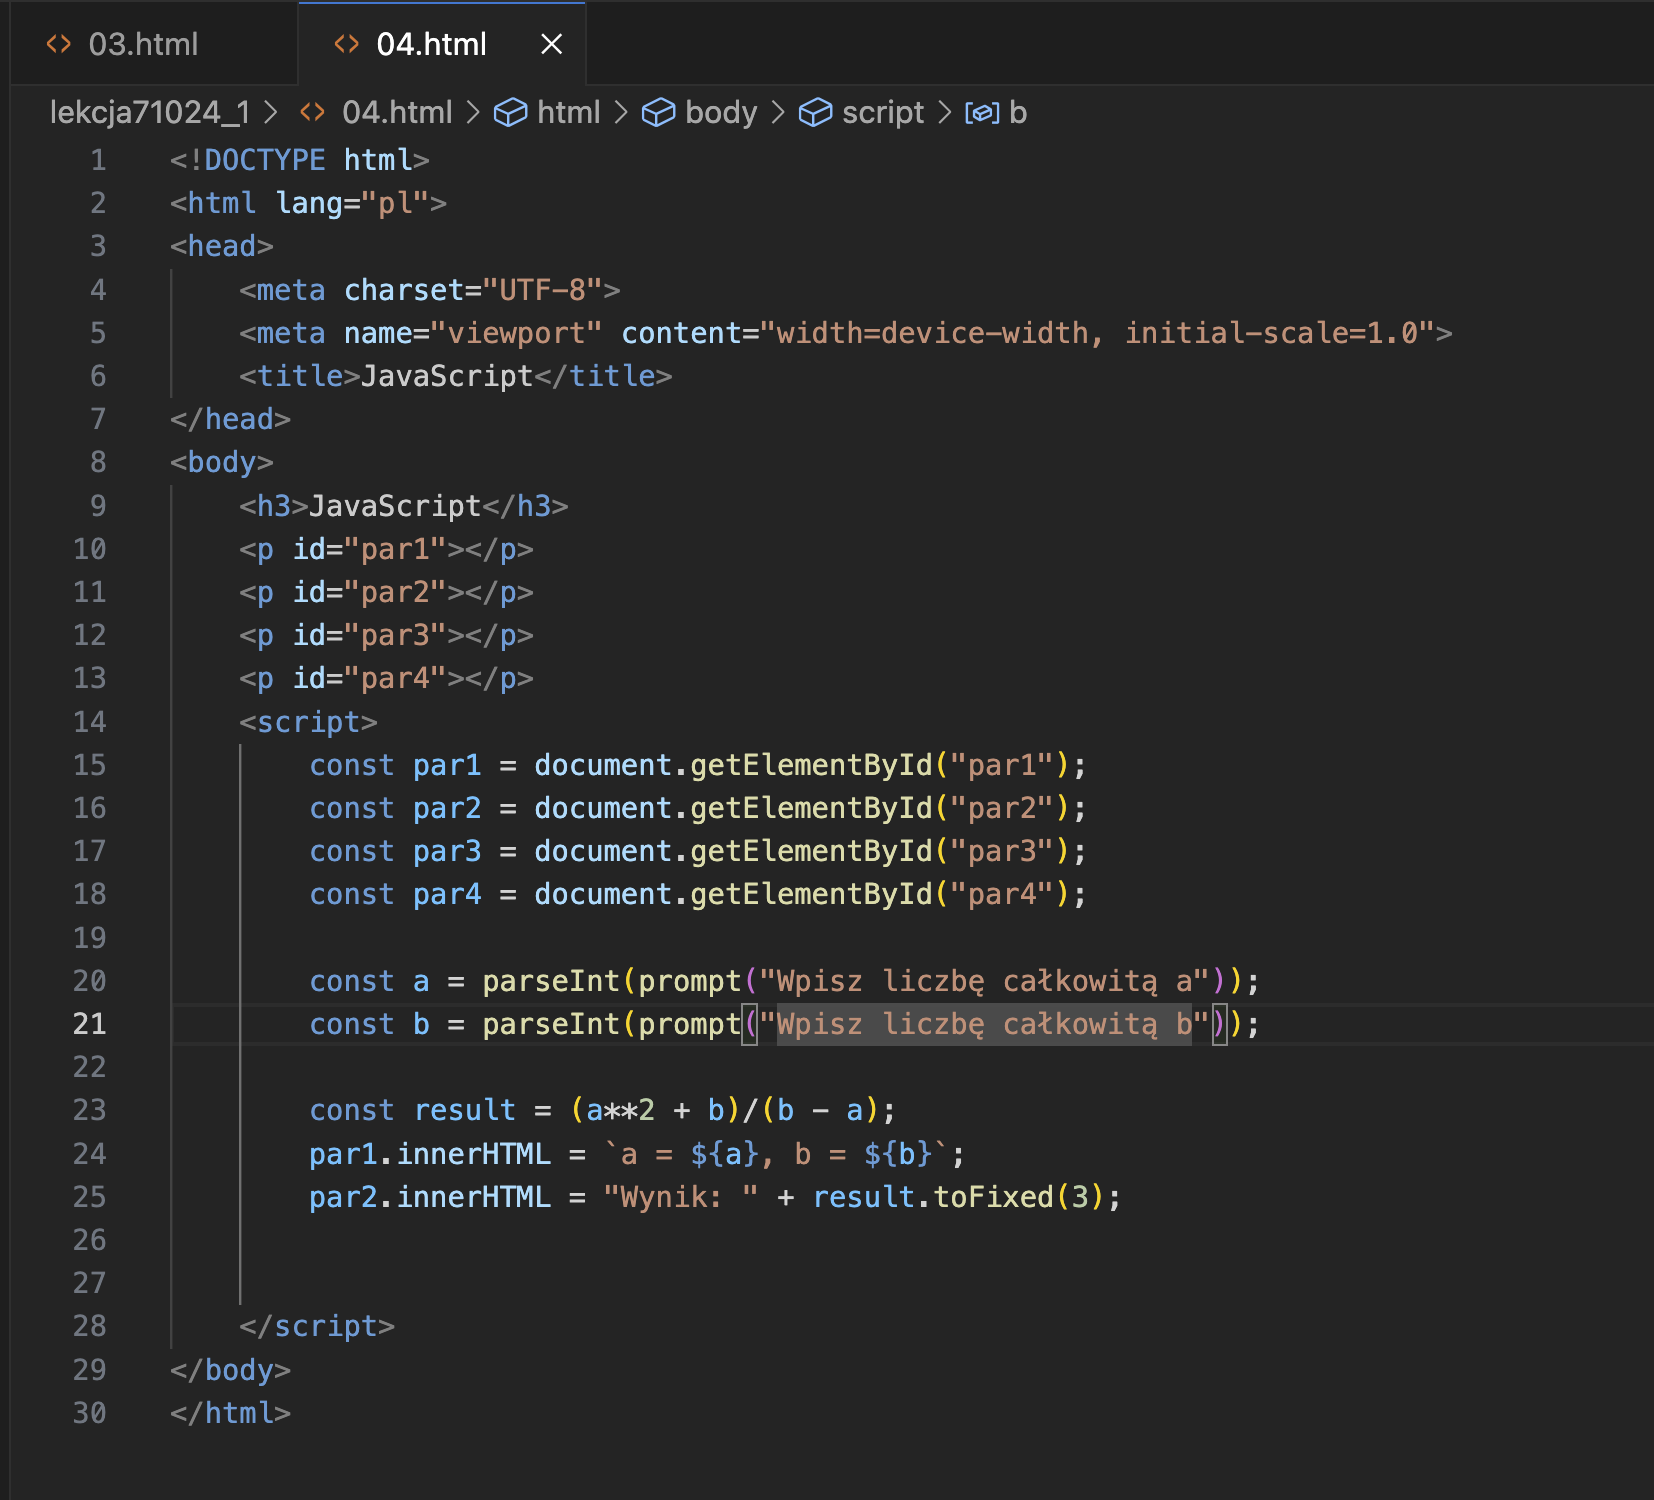 03.html
04.html
lekcja71024_1 > 04.html > html > body > script > b
1 <!DOCTYPE html>
2 <html lang="pl">
3 <head>
4     <meta charset="UTF-8">
5     <meta name="viewport" content="width=device-width, initial-scale=1.0">
6     <title>JavaScript</title>
7 </head>
8 <body>
9     <h3>JavaScript</h3>
10     <p id="par1"></p>
11     <p id="par2"></p>
12     <p id="par3"></p>
13     <p id="par4"></p>
14     <script>
15         const par1 = document.getElementById("par1");
16         const par2 = document.getElementById("par2");
17         const par3 = document.getElementById("par3");
18         const par4 = document.getElementById("par4");
19
20         const a = parseInt(prompt("Wpisz liczbę całkowitą a"));
21         const b = parseInt(prompt("Wpisz liczbę całkowitą b"));
22
23         const result = (a**2 + b)/(b - a);
24         par1.innerHTML = `a = ${a}, b = ${b}`;
25         par2.innerHTML = "Wynik: " + result.toFixed(3);
26
27
28     </script>
29 </body>
30 </html>